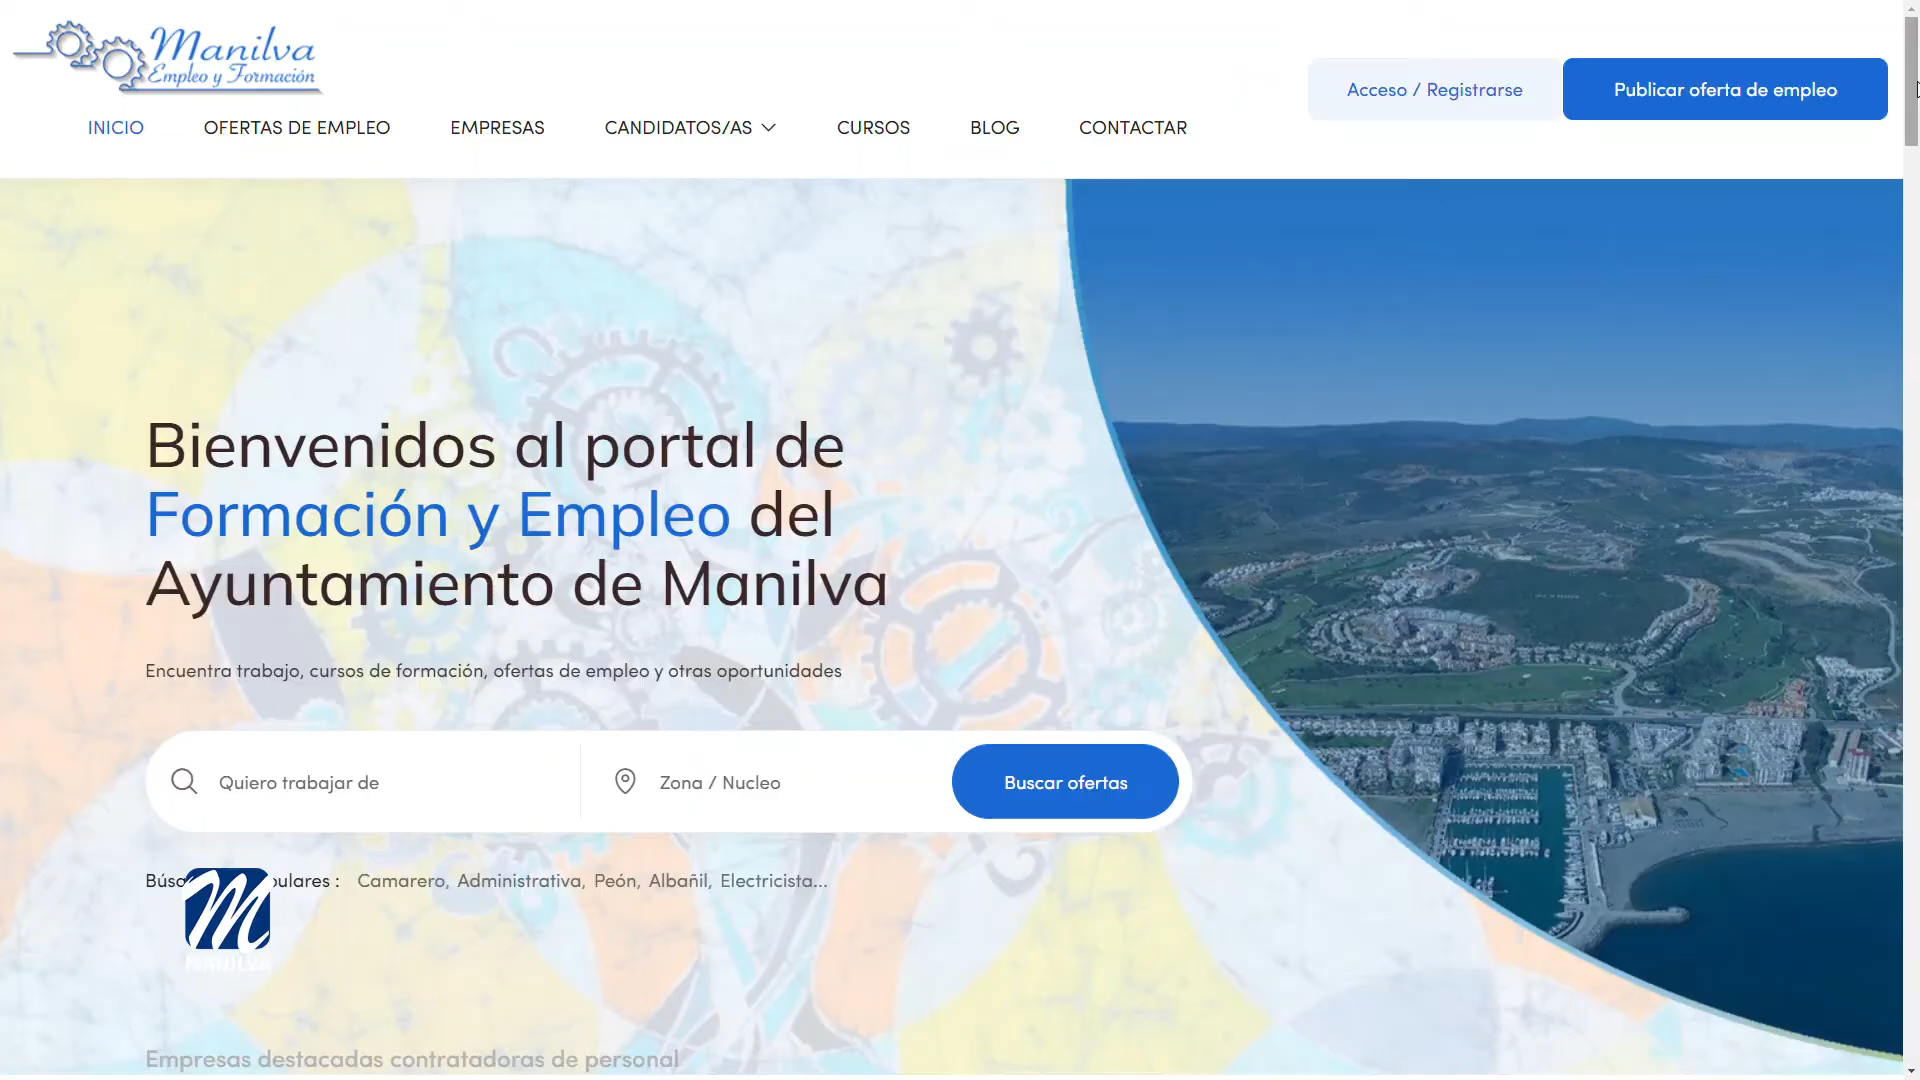 Manilva
Empleo y Formación
Acceso / Registrarse
Publicar oferta de empleo
INICIO
OFERTAS DE EMPLEO
EMPRESAS
CANDIDATOS/AS
CURSOS
BLOG
CONTACTAR
Bienvenidos al portal de
Formación y Empleo del
Ayuntamiento de Manilva
Encuentra trabajo, cursos de formación, ofertas de empleo y otras oportunidades
Quiero trabajar de
Zona / Nucleo
Buscar ofertas
: Camarero, Administrativa, Peón, Albañil, Electricista...
MANILVA
Empresas destacadas contratadoras de personal